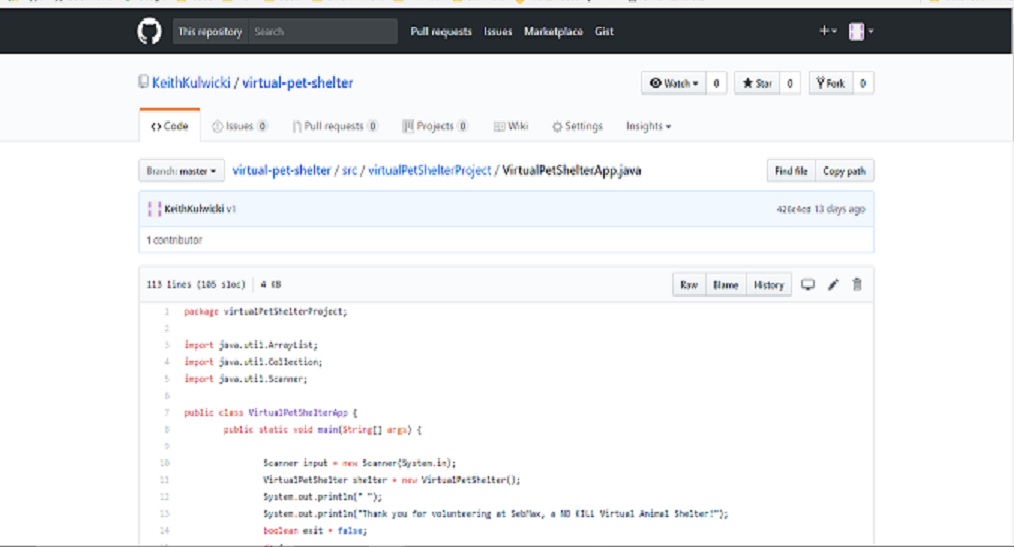 This repository Search Pull requests Issues Marketplace Gist
KeithKulwicki / virtual-pet-shelter Watch 0 Star 0 Fork 0
Code Issues 0 Pull requests 0 Projects 0 Wiki Settings Insights
Branch: master virtual-pet-shelter / src / virtualPetShelterProject / VirtualPetShelterApp.java Find file Copy path
KeithKulwicki v1 13 days ago
1 contributor
113 lines (105 sloc) 4 KB Raw Blame History
1 package virtualPetShelterProject;
2
3 import java.util.ArrayList;
4 import java.util.Collection;
5 import java.util.Scanner;
6
7 public class VirtualPetShelterApp {
8 public static void main(String[] args) {
9
10 Scanner input = new Scanner(System.in);
11 VirtualPetShelter shelter = new VirtualPetShelter();
12 System.out.println(" ");
13 System.out.println("Thank you for volunteering at SebMax, a NO KILL Virtual Animal Shelter!");
14 boolean exit = false;